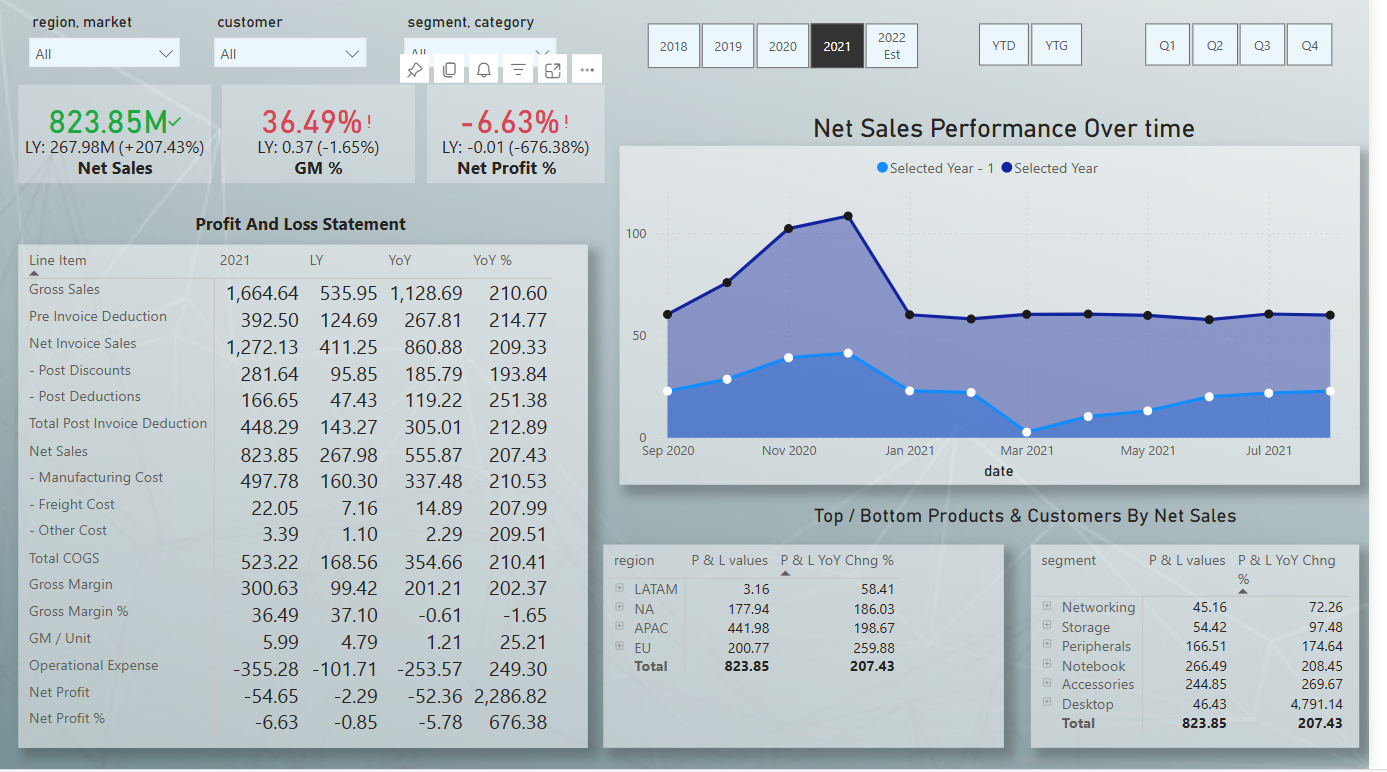 region, market
customer
segment, category
All
All
All
2018
2019
2020
2021
2022
Est
YTD
YTG
Q1
Q2
Q3
Q4
823.85M
LY: 267.98M (+207.43%)
Net Sales
36.49%!
LY: 0.37 (-1.65%)
GM %
-6.63%!
LY: -0.01 (-676.38%)
Net Profit %
Profit And Loss Statement
Line Item 2021 LY YoY YoY %
Gross Sales 1,664.64 535.95 1,128.69 210.60
Pre Invoice Deduction 392.50 124.69 267.81 214.77
Net Invoice Sales 1,272.13 411.25 860.88 209.33
- Post Discounts 281.64 95.85 185.79 193.84
- Post Deductions 166.65 47.43 119.22 251.38
Total Post Invoice Deduction 448.29 143.27 305.01 212.89
Net Sales 823.85 267.98 555.87 207.43
- Manufacturing Cost 497.78 160.30 337.48 210.53
- Freight Cost 22.05 7.16 14.89 207.99
- Other Cost 3.39 1.10 2.29 209.51
Total COGS 523.22 168.56 354.66 210.41
Gross Margin 300.63 99.42 201.21 202.37
Gross Margin % 36.49 37.10 -0.61 -1.65
GM / Unit 5.99 4.79 1.21 25.21
Operational Expense -355.28 -101.71 -253.57 249.30
Net Profit -54.65 -2.29 -52.36 2,286.82
Net Profit % -6.63 -0.85 -5.78 676.38
Net Sales Performance Over time
Selected Year - 1 Selected Year
100
50
0
Sep 2020 Nov 2020 Jan 2021 Mar 2021 May 2021 Jul 2021
date
Top / Bottom Products & Customers By Net Sales
region P & L values P & L YoY Chng %
LATAM 3.16 58.41
NA 177.94 186.03
APAC 441.98 198.67
EU 200.77 259.88
Total 823.85 207.43
segment P & L values P & L YoY Chng
%
Networking 45.16 72.26
Storage 54.42 97.48
Peripherals 166.51 174.64
Notebook 266.49 208.45
Accessories 244.85 269.67
Desktop 46.43 4,791.14
Total 823.85 207.43